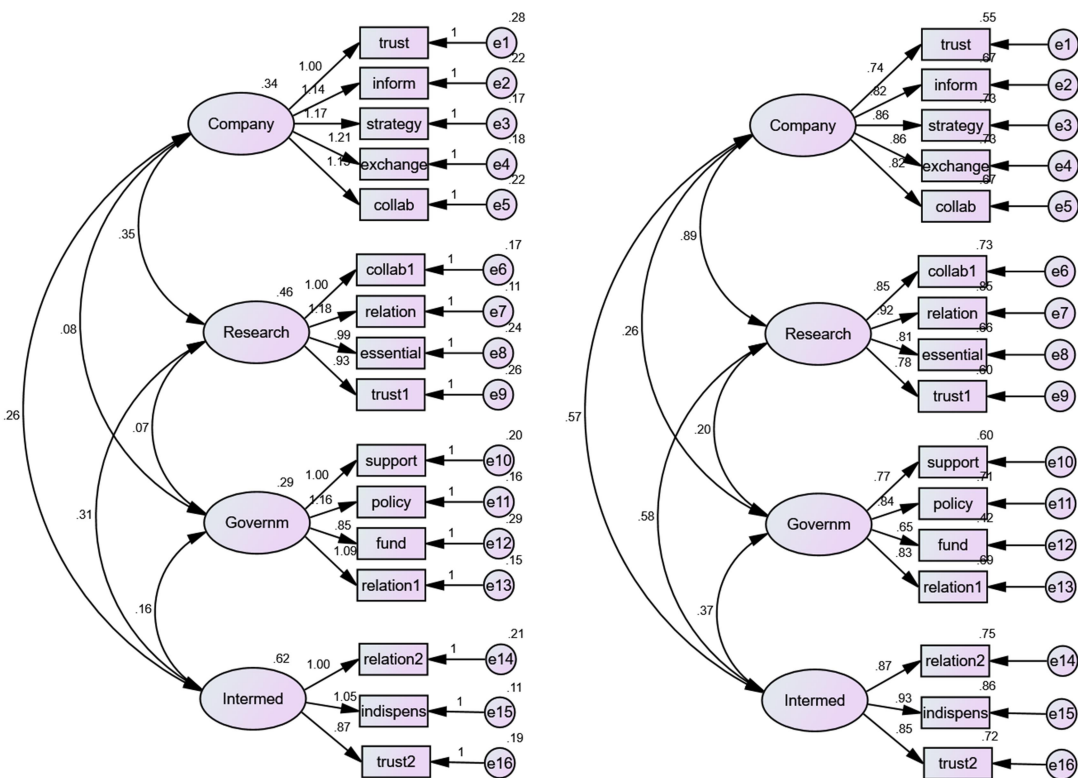 .28
1.00 trust 1 e1
.22
.34 1.14 inform 1 e2
.17
Company 1.17 strategy 1 e3
.18
1.21 exchange 1 e4
.22
collab 1 e5
.35
.17
.46 1.00 collab1 1 e6
.11
1.18 relation 1 e7
.24
Research .99 essential 1 e8
.26
.93 trust1 1 e9
.08
.26
.07
.20
.29 1.00 support 1 e10
.16
1.16 policy 1 e11
.29
Governm .85 fund 1 e12
.15
1.09 relation1 1 e13
.31
.16
.21
.62 1.00 relation2 1 e14
.11
Intermed 1.05 indispens 1 e15
.19
.87 trust2 1 e16
.55
.74 trust e1
.67
.82 inform e2
.73
Company .86 strategy e3
.73
.86 exchange e4
.67
.82 collab e5
.89
.73
.85 collab1 e6
.85
.92 relation e7
.66
Research .81 essential e8
.60
.78 trust1 e9
.26
.57
.20
.60
.77 support e10
.71
.84 policy e11
.42
Governm .65 fund e12
.69
.83 relation1 e13
.58
.37
.75
.87 relation2 e14
.86
Intermed .93 indispens e15
.72
.85 trust2 e16